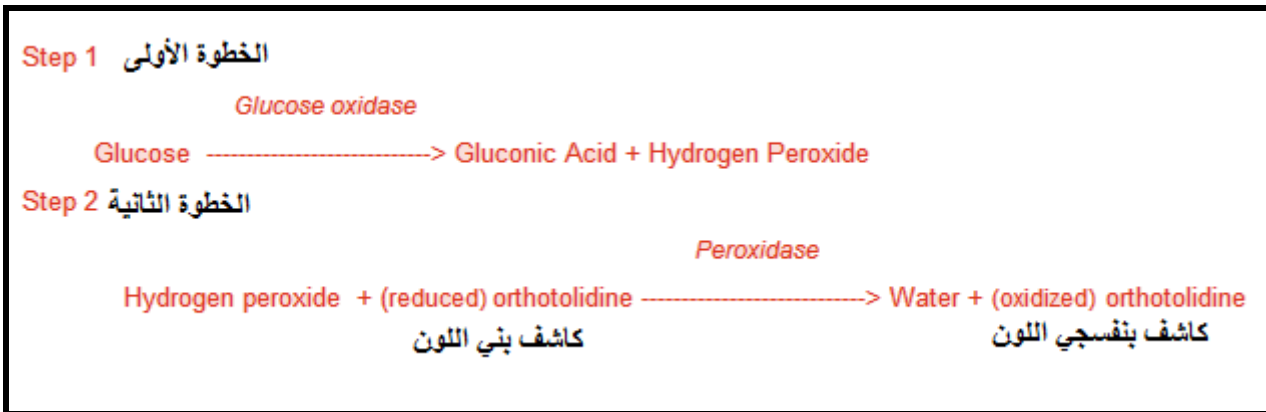 Step 1 الخطوة الأولى
Glucose oxidase
Glucose ----------------------------> Gluconic Acid + Hydrogen Peroxide
Step 2 الخطوة الثانية
Peroxidase
Hydrogen peroxide + (reduced) orthotolidine ----------------------------> Water + (oxidized) orthotolidine
كاشف بني اللون كاشف بنفسجي اللون